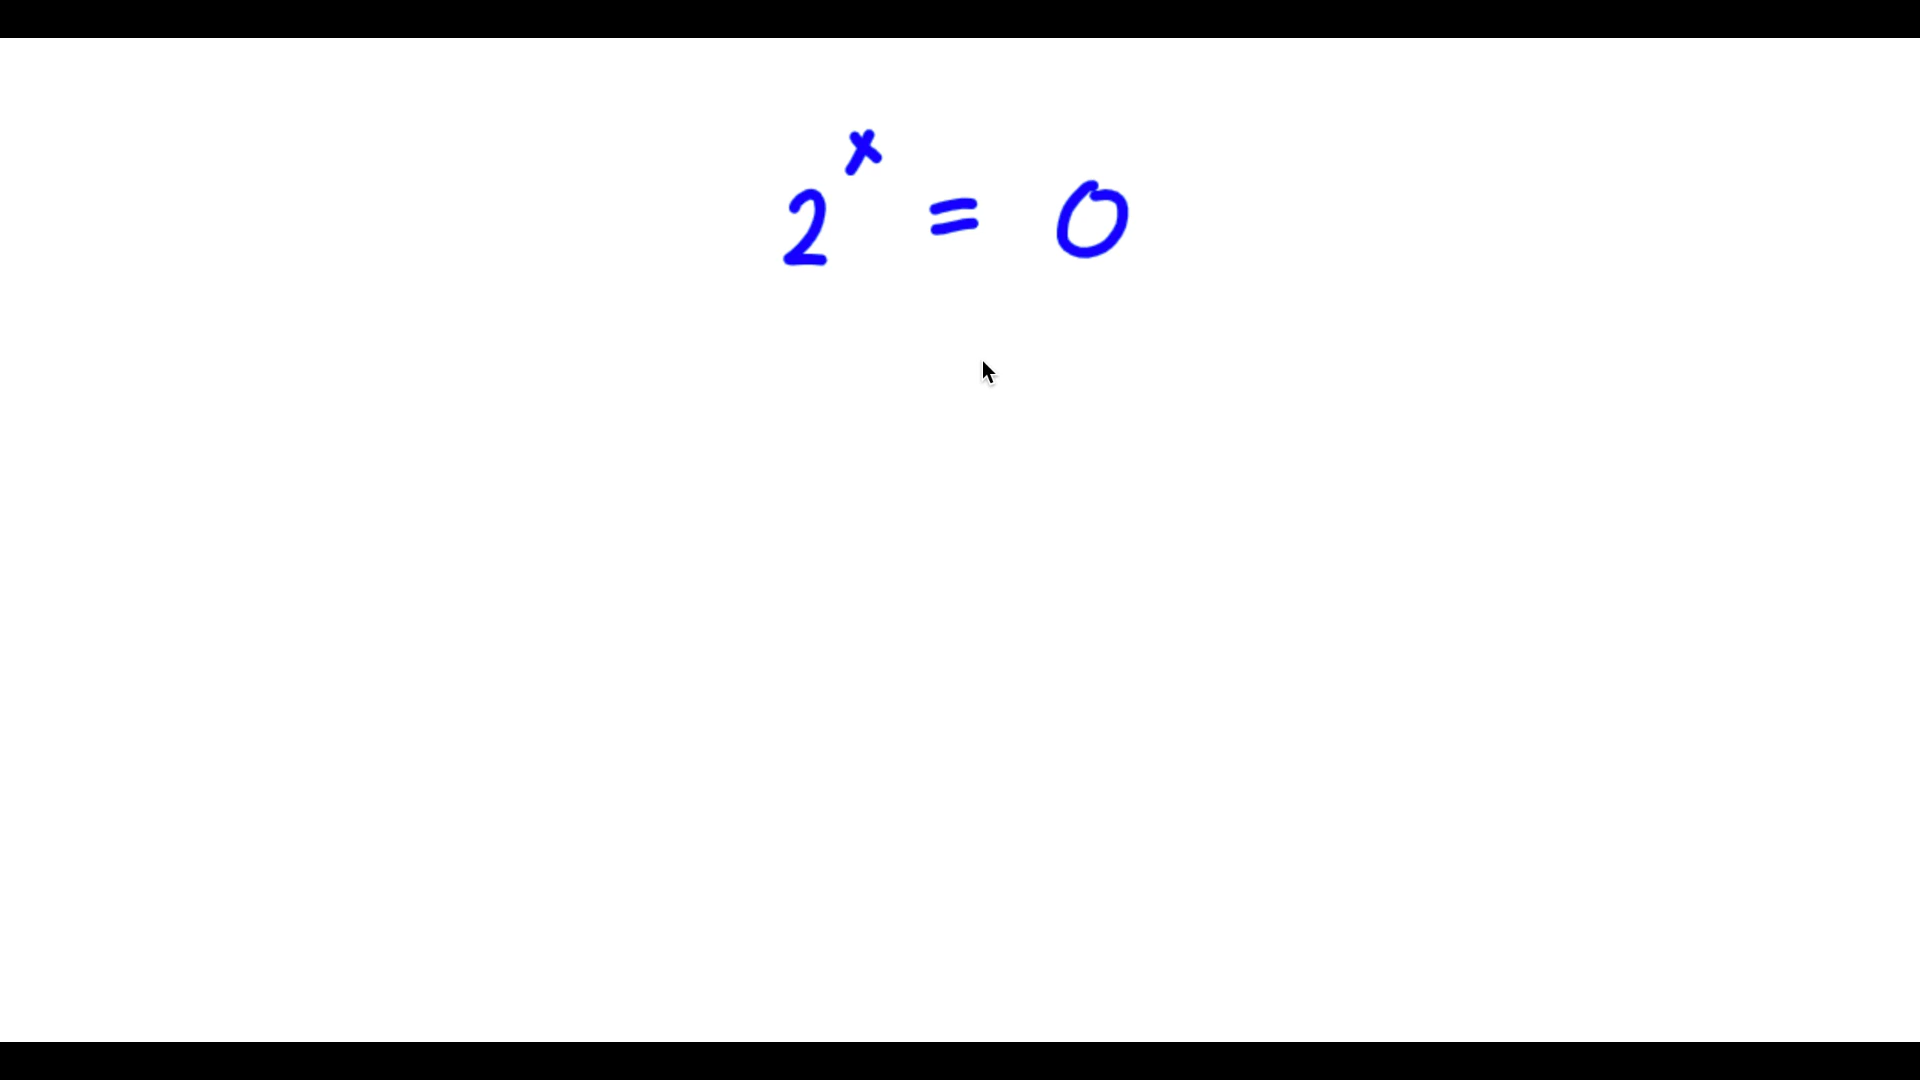 2^x = 0